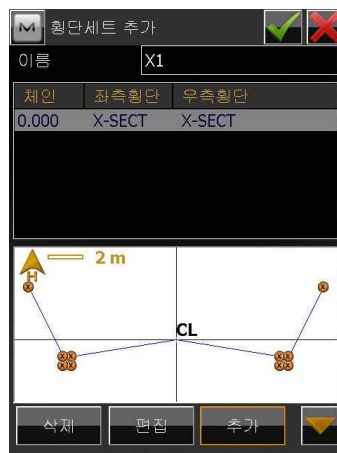 횡단세트 추가
이름 X1
체인 좌측횡단 우측횡단
0.000 X-SECT X-SECT
2 m
H
CL
삭제 편집 추가